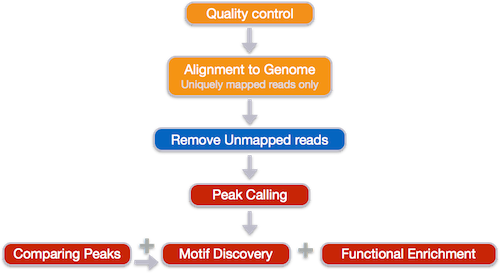 Quality control
Alignment to Genome
Uniquely mapped reads only
Remove Unmapped reads
Peak Calling
Comparing Peaks + Motif Discovery + Functional Enrichment